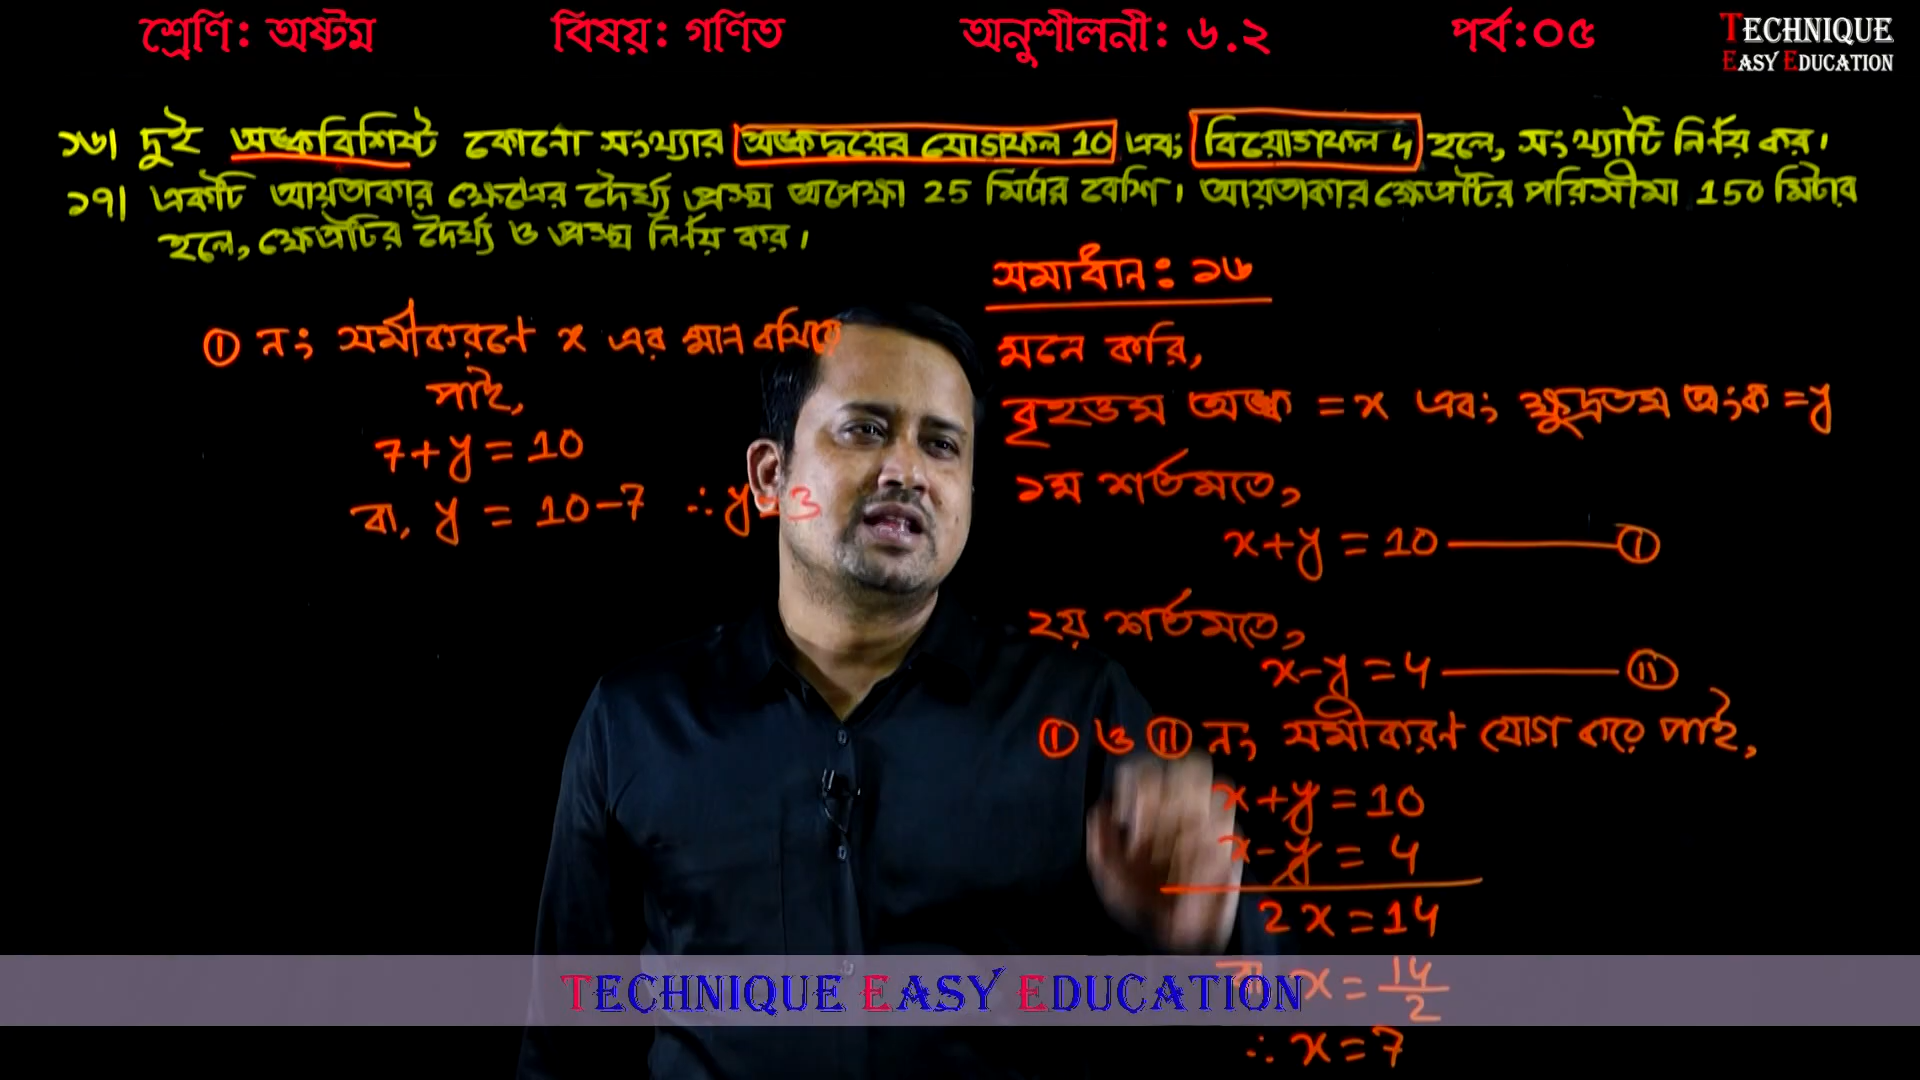 শ্রেণি: অষ্টম বিষয়: গণিত অনুশীলনী: ৬.২ পর্ব:০৫
TECHNIQUE
EASY EDUCATION
১৬। দুই অঙ্কবিশিষ্ট কোনো সংখ্যার অঙ্কদ্বয়ের যোগফল 10 এবং বিয়োগফল 4 হলে, সংখ্যাটি নির্ণয় কর।
১৭। একটি আয়তাকার ক্ষেত্রের দৈর্ঘ্য প্রস্থ অপেক্ষা 25 মিটার বেশি। আয়তাকার ক্ষেত্রটির পরিসীমা 150 মিটার
হলে, ক্ষেত্রটির দৈর্ঘ্য ও প্রস্থ নির্ণয় কর।
সমাধান: ১৬
মনে করি,
বৃহত্তম অঙ্ক = x এবং ক্ষুদ্রতম অংক = y
১ম শর্তমতে,
x+y = 10 (i)
২য় শর্তমতে,
x-y = 4 (ii)
(i) ও (ii) নং সমীকরণ যোগ করে পাই,
x+y = 10
x-y = 4
2x = 14
বা, x = 14/2
∴ x = 7
(i) নং সমীকরণে x এর মান বসিয়ে
পাই,
7+y = 10
বা, y = 10-7 ∴ y = 3
TECHNIQUE EASY EDUCATION